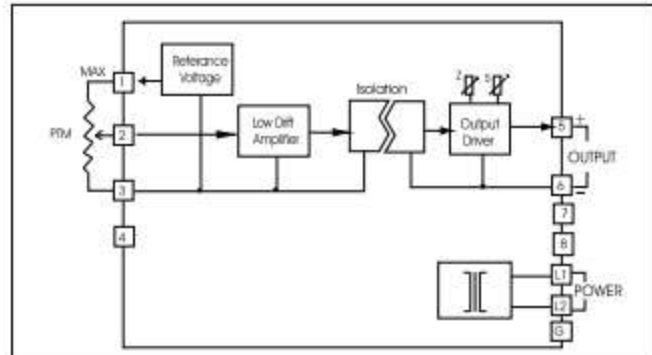 MAX
1
Referance
Voltage
Isolation
Z
S
PTM
2
Low Drift
Amplifier
Output
Driver
5
+
OUTPUT
3
6
−
4
7
8
L1
POWER
L2
G